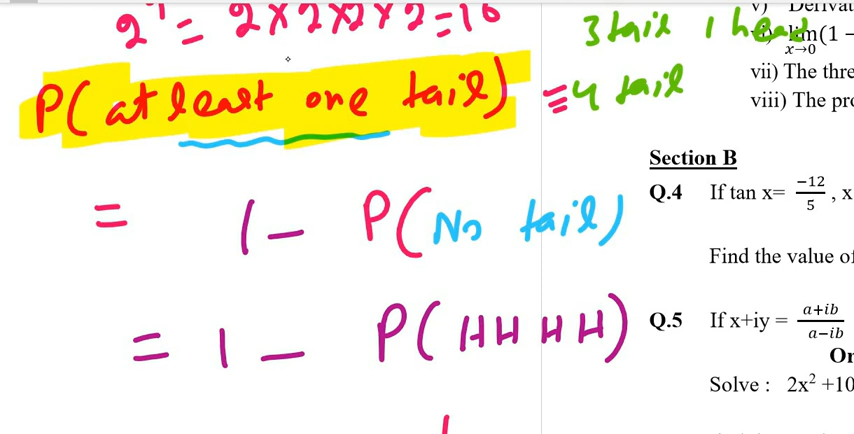 2⁴ = 2×2×2×2=16
3 tail 1 head
P(at least one tail) = 4 tail
= 1 – P(No tail)
= 1 – P(HHHH)
v) Derivat
lim (1 –
x→0
vii) The thre
viii) The pro
Section B
Q.4 If tan x= -12/5 , x
Find the value of
Q.5 If x+iy = a+ib/a-ib
Or
Solve : 2x² +10